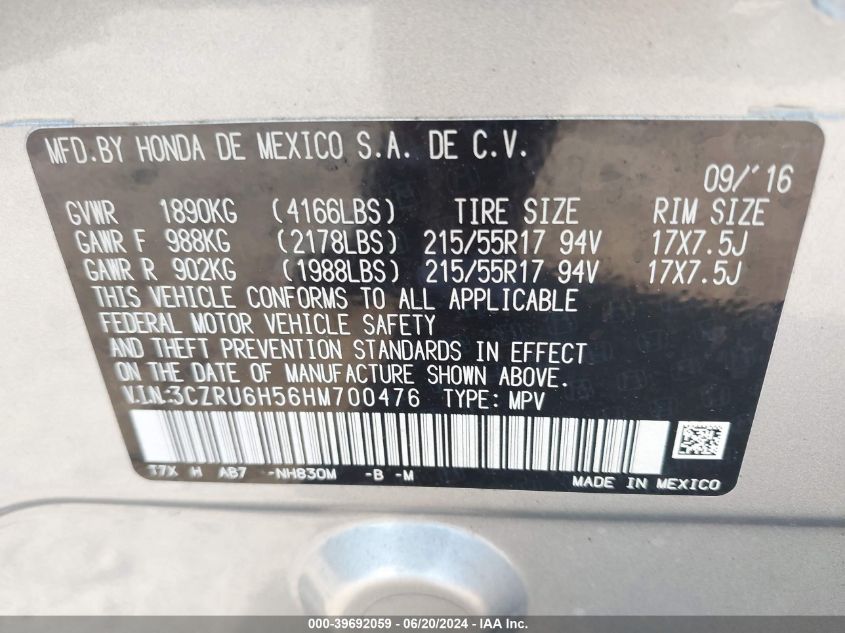 MFD.BY HONDA DE MEXICO S.A. DE C.V.
09/'16
GVWR 1890KG (4166LBS) TIRE SIZE RIM SIZE
GAWR F 988KG (2178LBS) 215/55R17 94V 17X7.5J
GAWR R 902KG (1988LBS) 215/55R17 94V 17X7.5J
THIS VEHICLE CONFORMS TO ALL APPLICABLE
FEDERAL MOTOR VEHICLE SAFETY
AND THEFT PREVENTION STANDARDS IN EFFECT
ON THE DATE OF MANUFACTURE SHOWN ABOVE.
V.I.N:3CZRU6H56HM700476 TYPE: MPV
T7X H AB7 -NH830M -B -M
MADE IN MEXICO
000-39692059 - 06/20/2024 - IAA Inc.